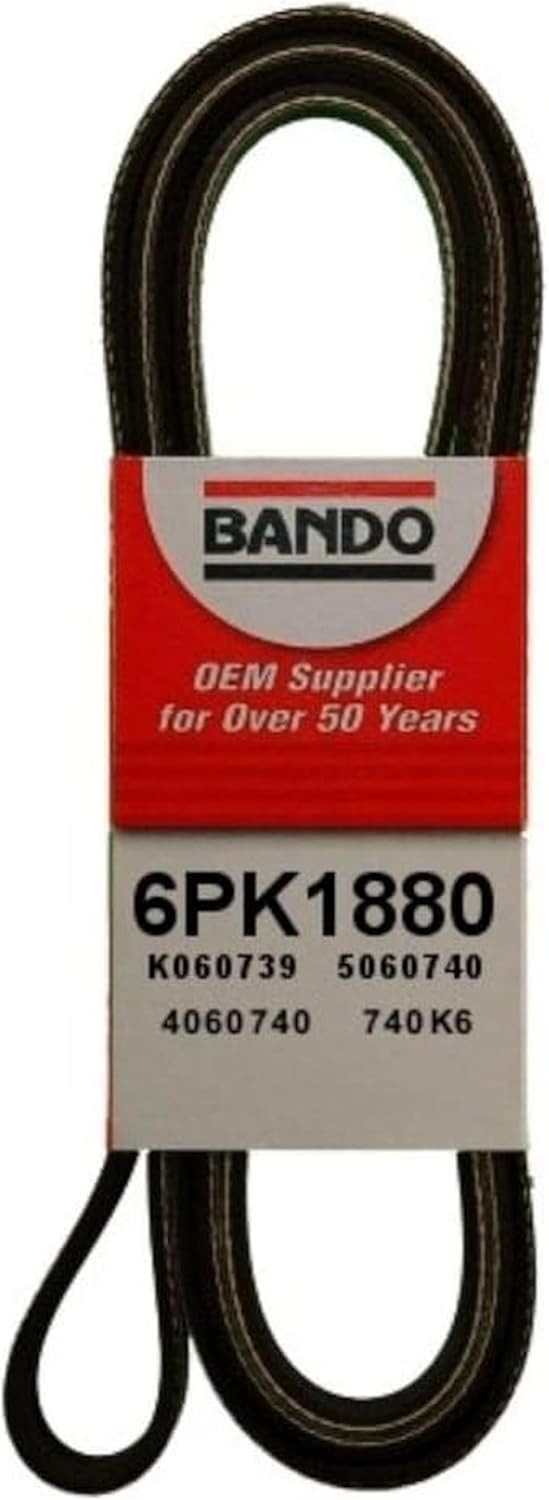 BANDO
OEM Supplier
for Over 50 Years
6PK1880
K060739 5060740
4060740 740K6